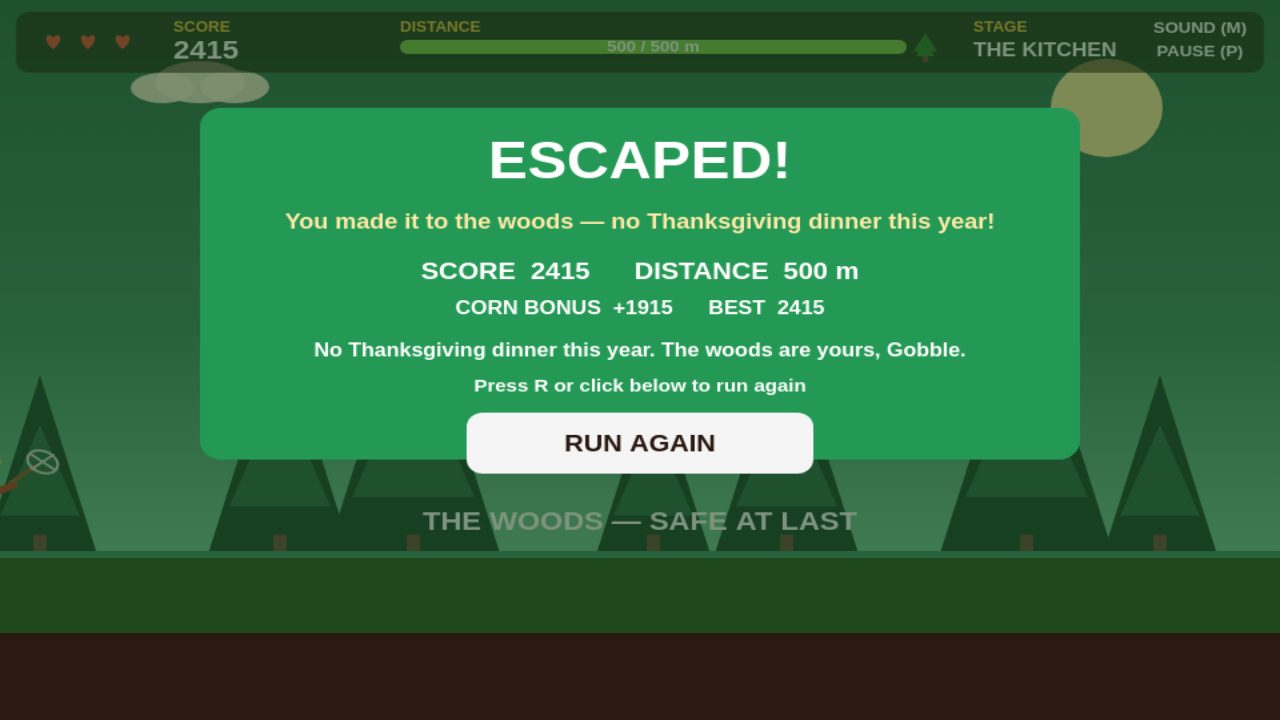 SCORE
2415
DISTANCE
500 / 500 m
STAGE
THE KITCHEN
SOUND (M)
PAUSE (P)
ESCAPED!
You made it to the woods — no Thanksgiving dinner this year!
SCORE 2415 DISTANCE 500 m
CORN BONUS +1915 BEST 2415
No Thanksgiving dinner this year. The woods are yours, Gobble.
Press R or click below to run again
RUN AGAIN
THE WOODS — SAFE AT LAST